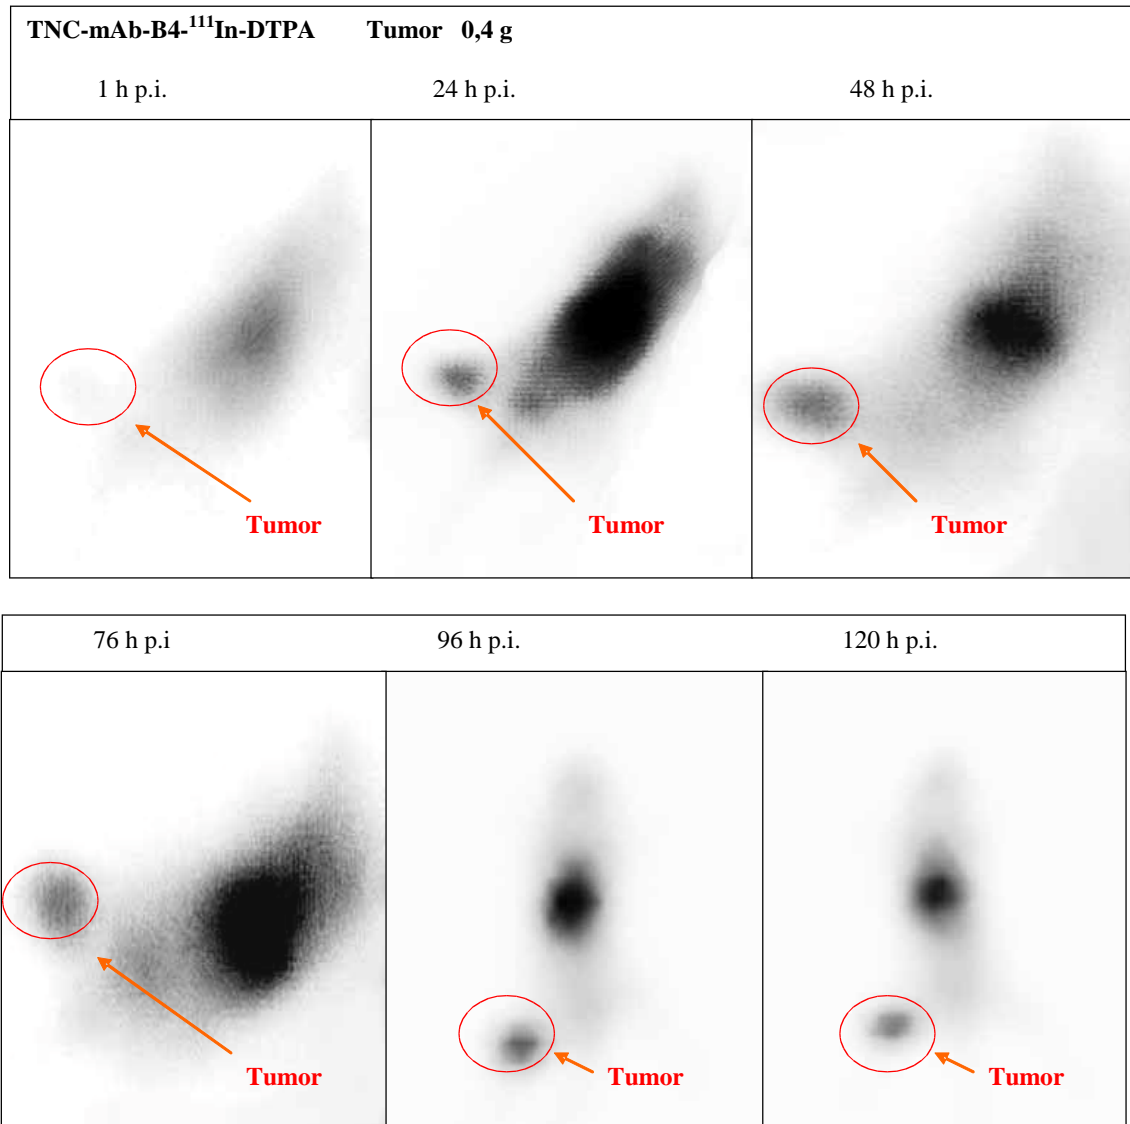 TNC-mAb-B4-¹¹¹In-DTPA Tumor 0,4 g
1 h p.i. 24 h p.i. 48 h p.i.
Tumor Tumor Tumor
76 h p.i 96 h p.i. 120 h p.i.
Tumor Tumor Tumor